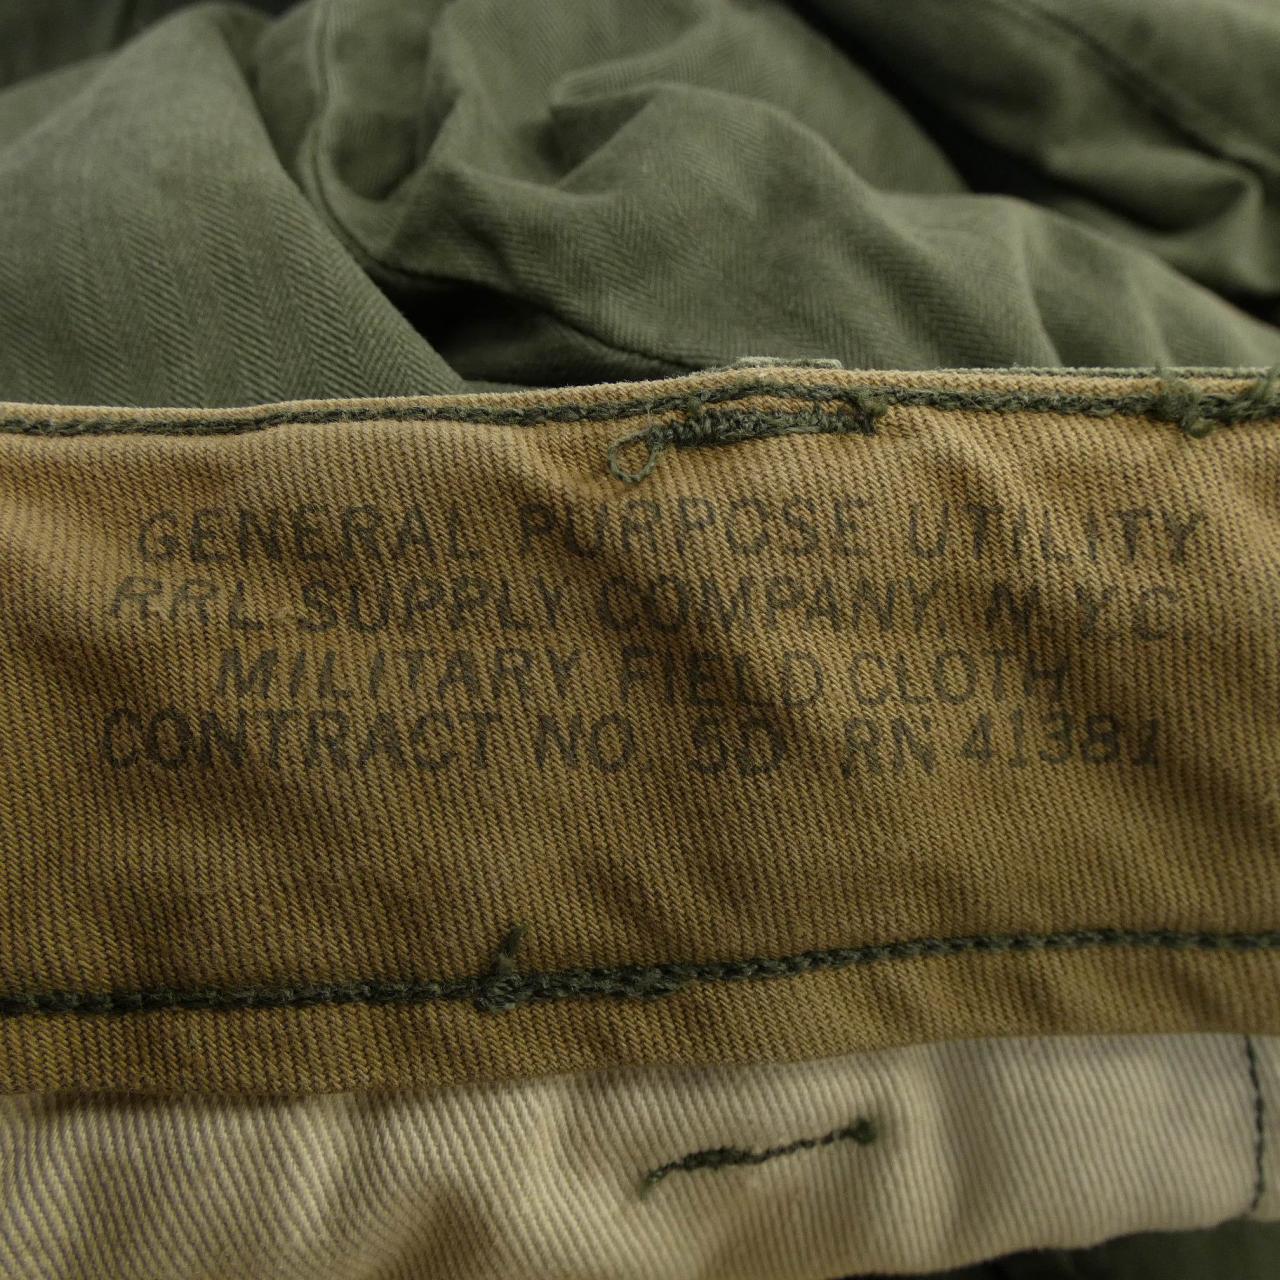 GENERAL PURPOSE UTILITY
RRL SUPPLY COMPANY, N.Y.C.
MILITARY FIELD CLOTH
CONTRACT NO. 5D RN 41381